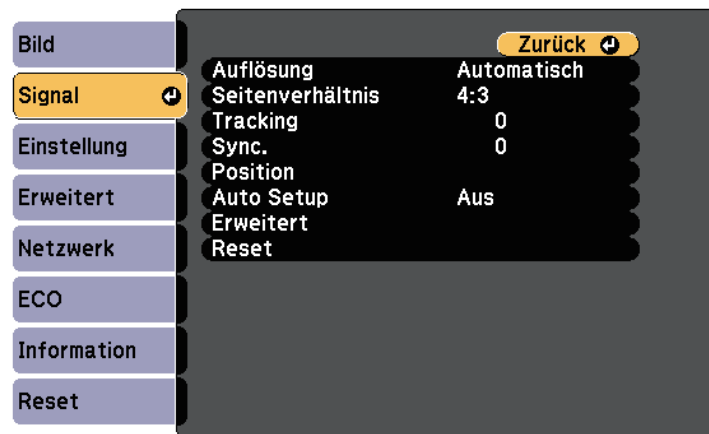 Bild
Signal
Einstellung
Erweitert
Netzwerk
ECO
Information
Reset
Zurück
Auflösung Automatisch
Seitenverhältnis 4:3
Tracking 0
Sync. 0
Position
Auto Setup Aus
Erweitert
Reset